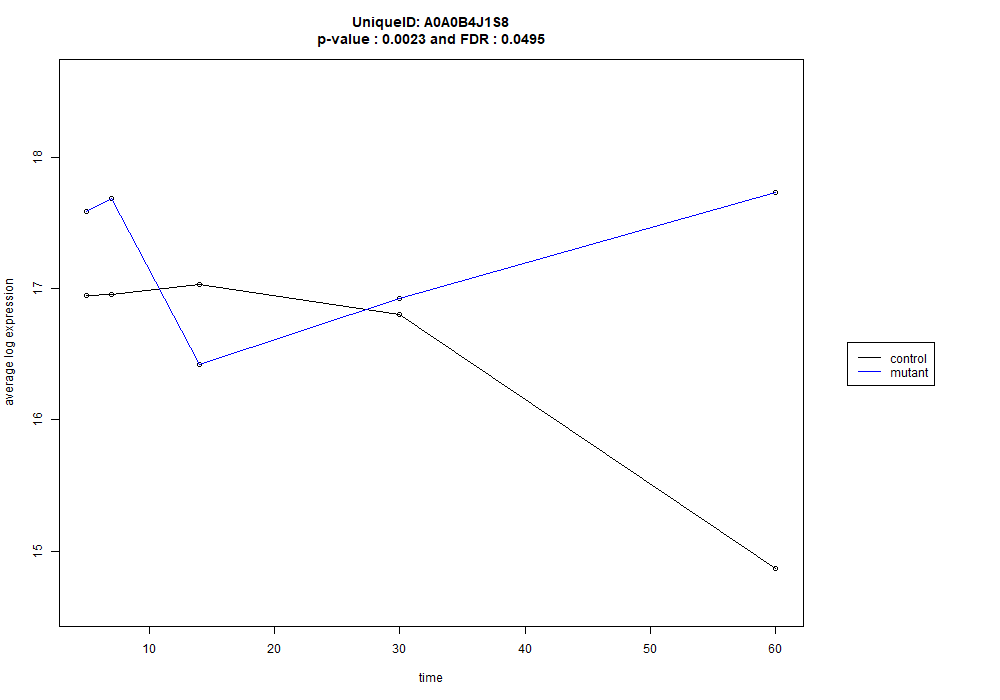 UniqueID: A0A0B4J1S8
p-value : 0.0023 and FDR : 0.0495
average log expression
18
17
16
15
10 20 30 40 50 60
time
control
mutant